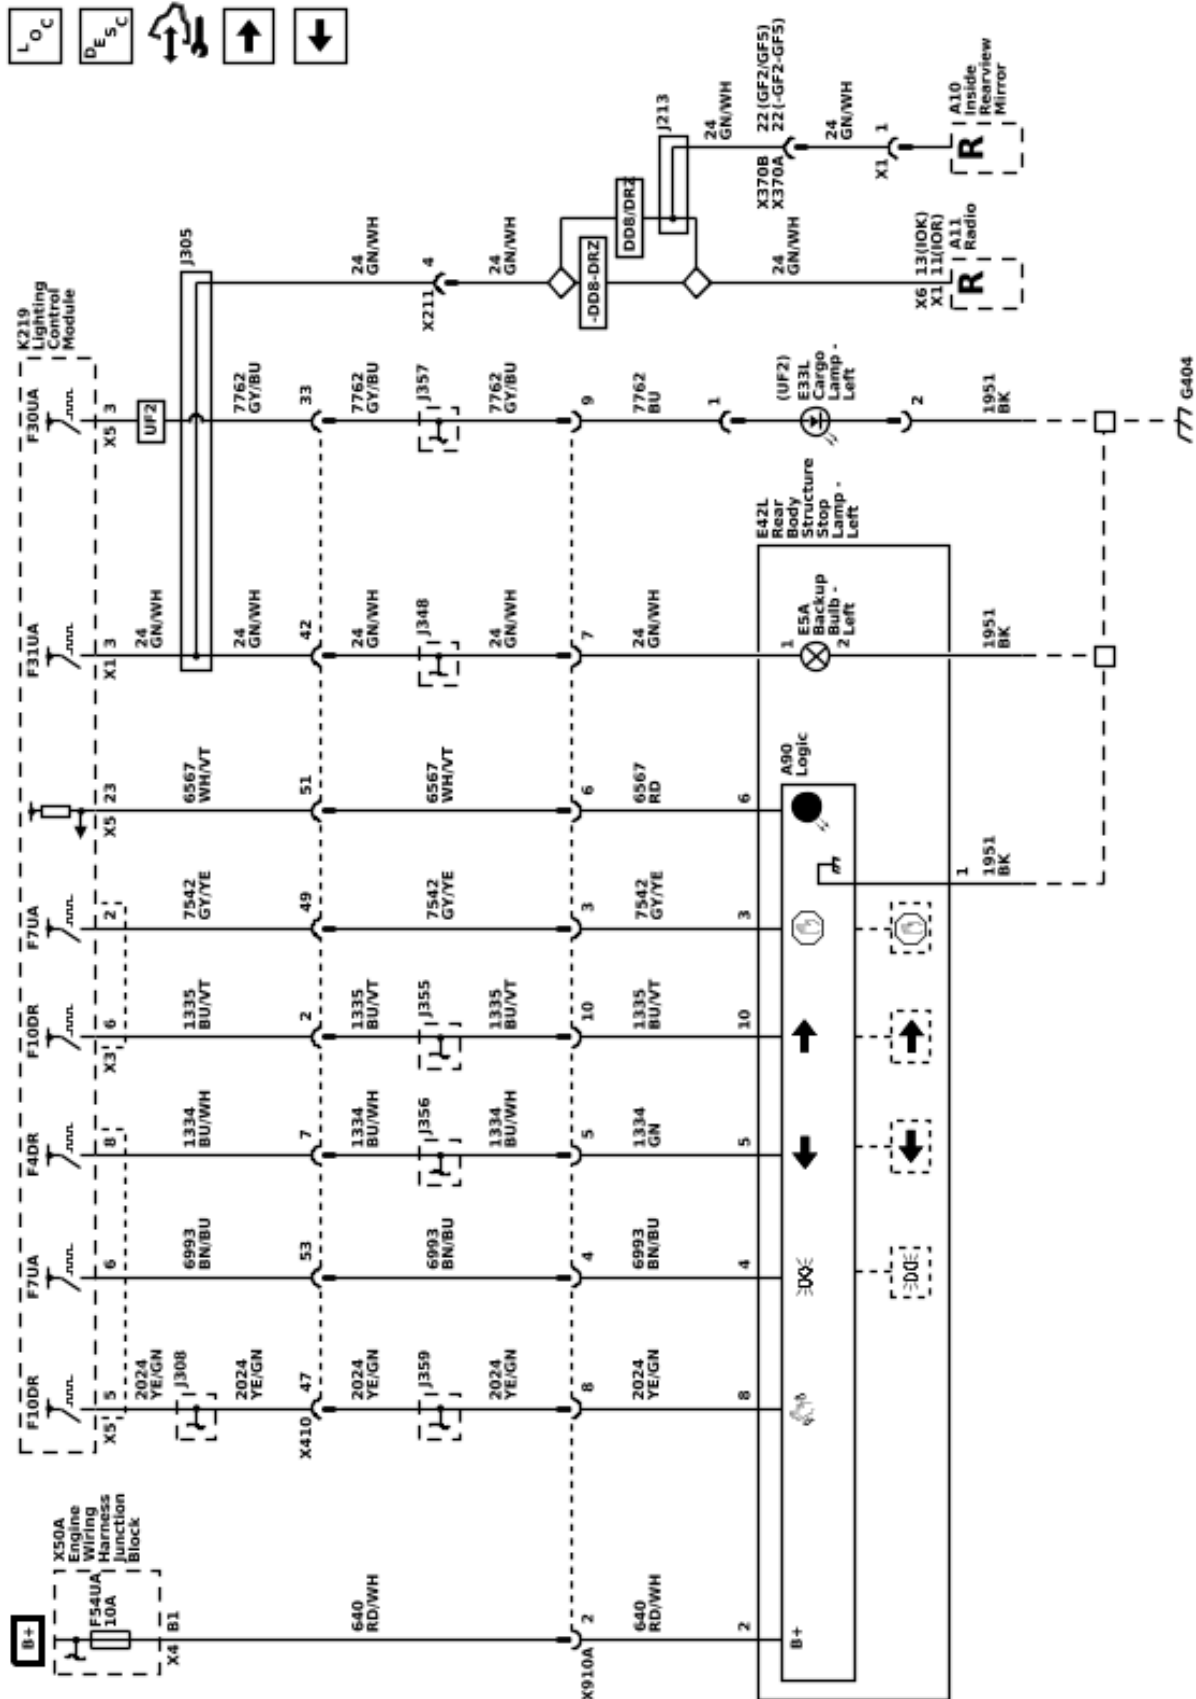 LOC
DESC
B+
X50A
Engine
Wiring
Harness
Junction
Block
F54UA
10A
X4 B1
640
RD/WH
X910A 2
640
RD/WH
2
B+
K219
Lighting
Control
Module
F10DR
X5 5
2024
YE/GN
J308
2024
YE/GN
X410 47
2024
YE/GN
J359
2024
YE/GN
8
2024
YE/GN
8
F7UA
6
6993
BN/BU
53
6993
BN/BU
4
6993
BN/BU
4
F4DR
8
1334
BU/WH
7
1334
BU/WH
J356
1334
BU/WH
5
1334
GN
5
F10DR
X3 6
1335
BU/VT
2
1335
BU/VT
J355
1335
BU/VT
10
1335
BU/VT
10
F7UA
2
7542
GY/YE
49
7542
GY/YE
3
7542
GY/YE
3
X5 23
6567
WH/VT
51
6567
WH/VT
6
6567
RD
6
A90
Logic
1
1951
BK
F31UA
X1 3
24
GN/WH
24
GN/WH
42
24
GN/WH
J348
24
GN/WH
7
24
GN/WH
1
E5A
Backup
Bulb -
Left
2
1951
BK
E42L
Rear
Body
Structure
Stop
Lamp -
Left
F30UA
X5 3
UF2
7762
GY/BU
33
7762
GY/BU
J357
7762
GY/BU
9
7762
BU
1
(UF2)
E33L
Cargo
Lamp -
Left
2
1951
BK
G404
J305
24
GN/WH
X211 4
24
GN/WH
-DD8-DRZ
DD8/DRZ
J213
24
GN/WH
X6 13(IOK)
X1 11(IOR)
A11
Radio
R
24
GN/WH
X370B 22(GF2/GF5)
X370A 22(-GF2-GF5)
24
GN/WH
X1 1
A10
Inside
Rearview
Mirror
R